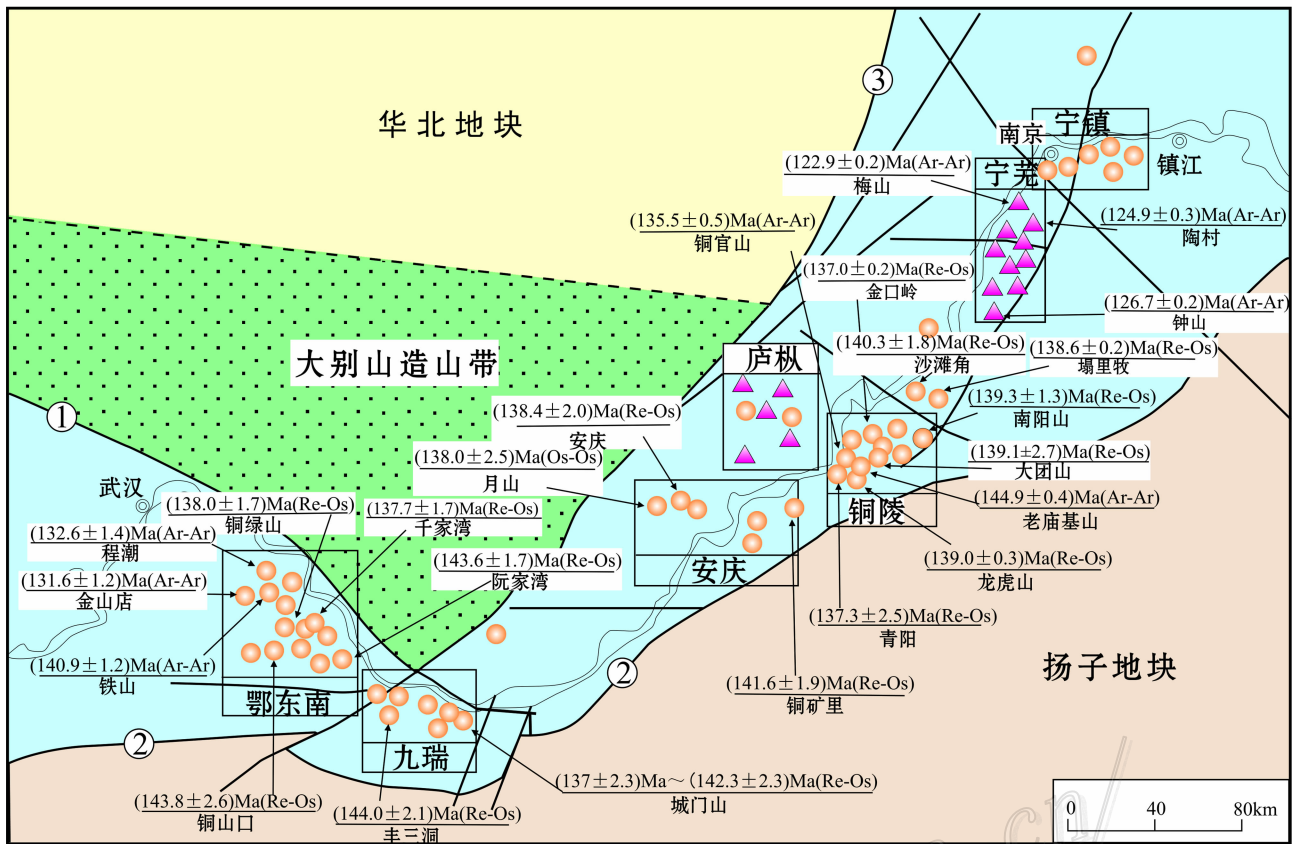 华北地块
③
宁镇
南京
镇江
(122.9±0.2)Ma(Ar-Ar)
梅山
宁芜
(135.5±0.5)Ma(Ar-Ar)
铜官山
(124.9±0.3)Ma(Ar-Ar)
陶村
(137.0±0.2)Ma(Re-Os)
金口岭
(126.7±0.2)Ma(Ar-Ar)
钟山
大别山造山带
庐枞
(140.3±1.8)Ma(Re-Os)
沙滩角
(138.6±0.2)Ma(Re-Os)
塌里牧
①
(138.4±2.0)Ma(Re-Os)
安庆
(139.3±1.3)Ma(Re-Os)
南阳山
(138.0±2.5)Ma(Os-Os)
月山
(139.1±2.7)Ma(Re-Os)
大团山
武汉
(138.0±1.7)Ma(Re-Os)
铜绿山
(137.7±1.7)Ma(Re-Os)
千家湾
(144.9±0.4)Ma(Ar-Ar)
老庙基山
铜陵
(132.6±1.4)Ma(Ar-Ar)
程潮
(143.6±1.7)Ma(Re-Os)
阮家湾
安庆
(139.0±0.3)Ma(Re-Os)
龙虎山
(131.6±1.2)Ma(Ar-Ar)
金山店
(137.3±2.5)Ma(Re-Os)
青阳
(140.9±1.2)Ma(Ar-Ar)
铁山
②
扬子地块
(141.6±1.9)Ma(Re-Os)
铜矿里
鄂东南
②
九瑞
(137±2.3)Ma～(142.3±2.3)Ma(Re-Os)
城门山
(143.8±2.6)Ma(Re-Os)
铜山口
(144.0±2.1)Ma(Re-Os)
丰三洞
0 40 80km